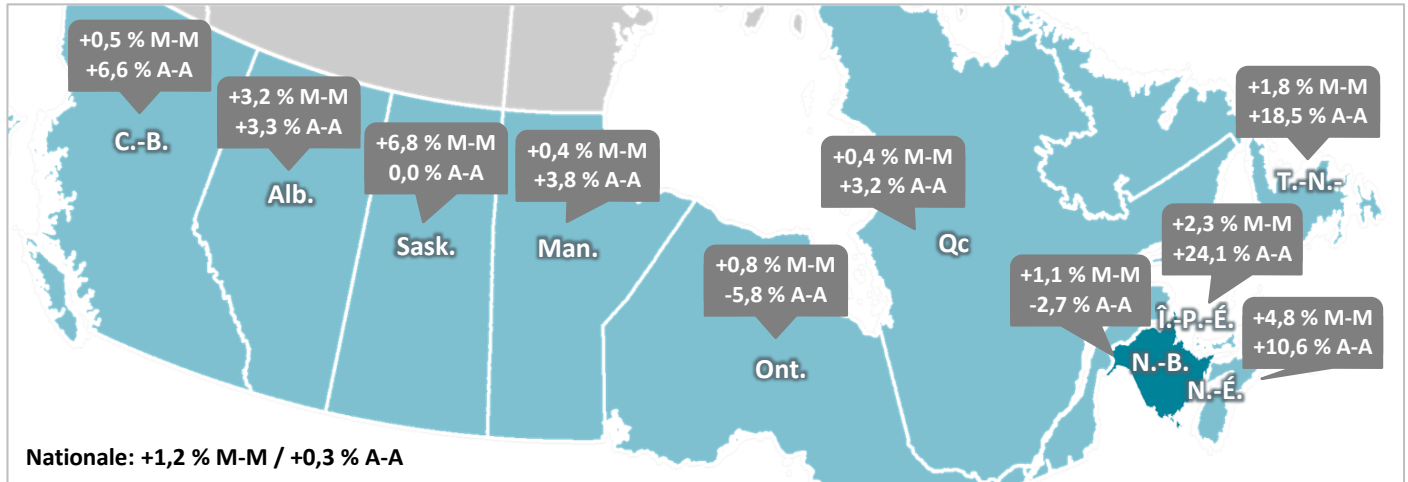 +0,5 % M-M
+6,6 % A-A
C.-B.
+3,2 % M-M
+3,3 % A-A
Alb.
+6,8 % M-M
0,0 % A-A
Sask.
+0,4 % M-M
+3,8 % A-A
Man.
+0,8 % M-M
-5,8 % A-A
Ont.
+0,4 % M-M
+3,2 % A-A
Qc
+1,8 % M-M
+18,5 % A-A
T.-N.-
+2,3 % M-M
+24,1 % A-A
Î.-P.-É.
+1,1 % M-M
-2,7 % A-A
N.-B.
+4,8 % M-M
+10,6 % A-A
N.-É.
Nationale: +1,2 % M-M / +0,3 % A-A